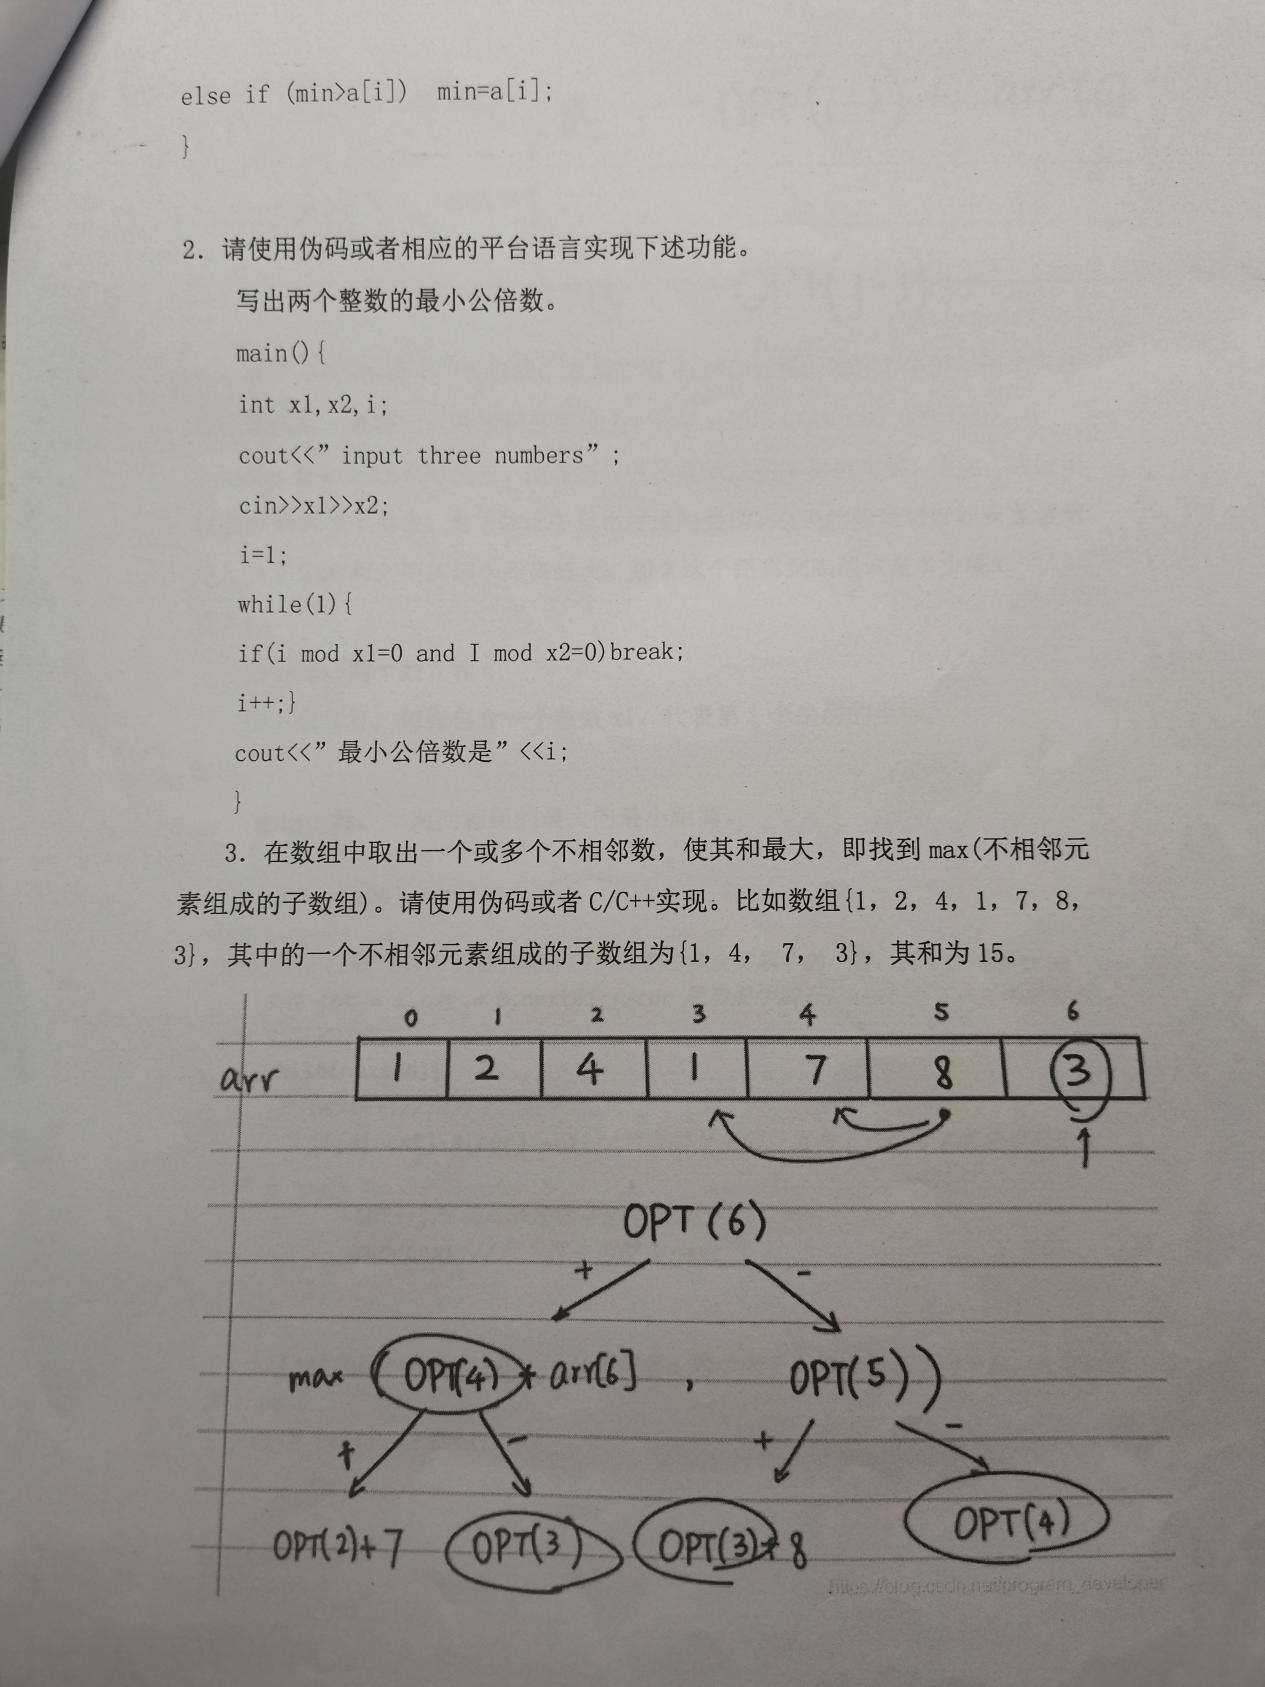 else if (min>a[i])  min=a[i];
}
2. 请使用伪码或者相应的平台语言实现下述功能。
写出两个整数的最小公倍数。
main(){
int x1,x2,i;
cout<<”input three numbers”;
cin>>x1>>x2;
i=1;
while(1){
if(i mod x1=0 and I mod x2=0)break;
i++;}
cout<<”最小公倍数是”<<i;
}
3. 在数组中取出一个或多个不相邻数，使其和最大，即找到 max(不相邻元
素组成的子数组)。请使用伪码或者 C/C++实现。比如数组{1，2，4，1，7，8，
3}，其中的一个不相邻元素组成的子数组为{1，4， 7， 3}，其和为 15。
0 1 2 3 4 5 6
arr 1 2 4 1 7 8 3
OPT(6)
+ -
max (OPT(4) + arr[6] , OPT(5))
+ - + -
OPT(2)+7 OPT(3) OPT(3)+8 OPT(4)
https://blog.csdn.net/program_developer